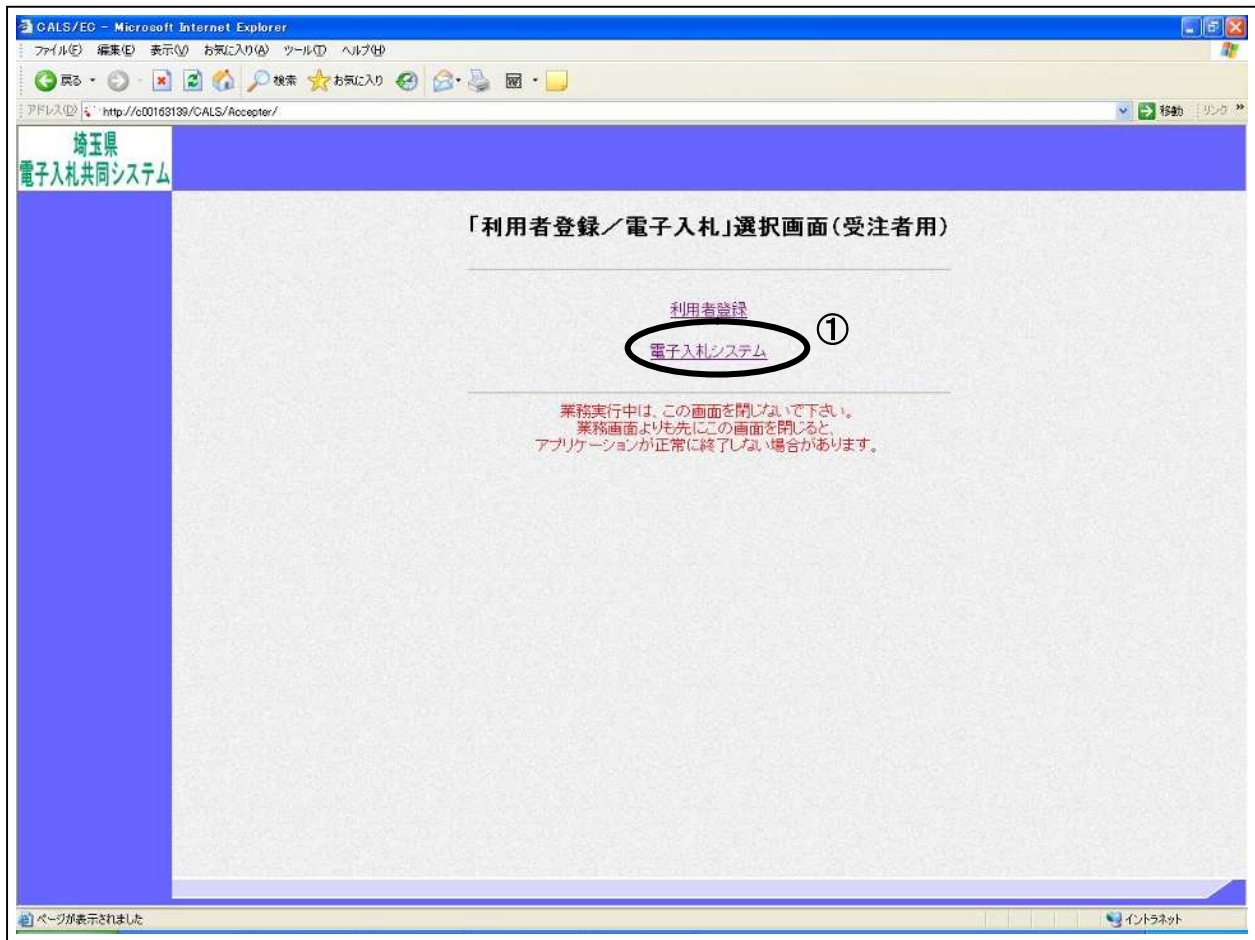 CALS/EC - Microsoft Internet Explorer
ファイル(F) 編集(E) 表示(V) お気に入り(A) ツール(T) ヘルプ(H)
戻る 検索 お気に入り
アドレス(D) http://c00163139/CALS/Accepter/ 移動 リンク »
埼玉県
電子入札共同システム
「利用者登録／電子入札」選択画面（受注者用）
利用者登録
電子入札システム ①
業務実行中は、この画面を閉じないで下さい。
業務画面よりも先にこの画面を閉じると、
アプリケーションが正常に終了しない場合があります。
ページが表示されました イントラネット